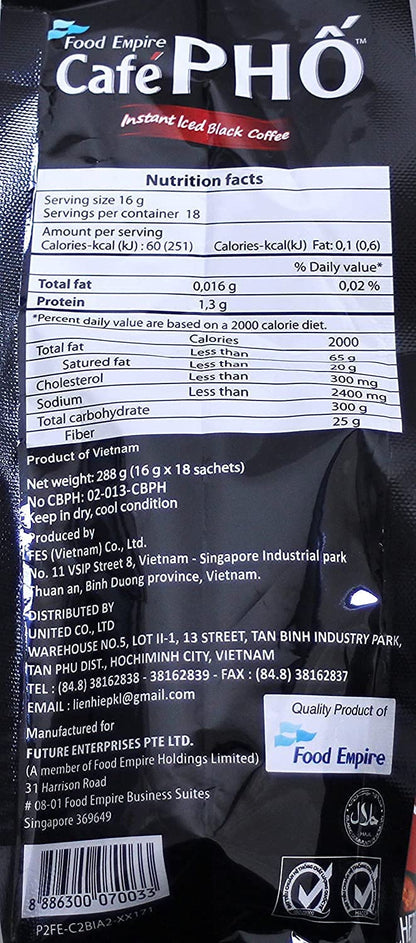 Food Empire
Café PHỐ™
Instant Iced Black Coffee
Nutrition facts
Serving size 16 g
Servings per container 18
Amount per serving
Calories-kcal (kJ) : 60 (251) Calories-kcal(kJ) Fat: 0,1 (0,6)
% Daily value*
Total fat 0,016 g 0,02 %
Protein 1,3 g
*Percent daily value are based on a 2000 calorie diet.
Calories 2000
Total fat Less than 65 g
Satured fat Less than 20 g
Cholesterol Less than 300 mg
Sodium Less than 2400 mg
Total carbohydrate 300 g
Fiber 25 g
Product of Vietnam
Net weight: 288 g (16 g x 18 sachets)
No CBPH: 02-013-CBPH
Keep in dry, cool condition
Produced by
FES (Vietnam) Co., Ltd.
No. 11 VSIP Street 8, Vietnam - Singapore Industrial park
Thuan an, Binh Duong province, Vietnam.
DISTRIBUTED BY
UNITED CO., LTD
WAREHOUSE NO.5, LOT II-1, 13 STREET, TAN BINH INDUSTRY PARK,
TAN PHU DIST., HOCHIMINH CITY, VIETNAM
TEL : (84.8) 38162838 - 38162839 - FAX : (84.8) 38162837
EMAIL : lienhiepkl@gmail.com
Manufactured for
FUTURE ENTERPRISES PTE LTD.
(A member of Food Empire Holdings Limited)
31 Harrison Road
# 08-01 Food Empire Business Suites
Singapore 369649
Quality Product of
Food Empire
حلال
HALAL
8 886300 070033
P2FE-C2BIA2-XX171